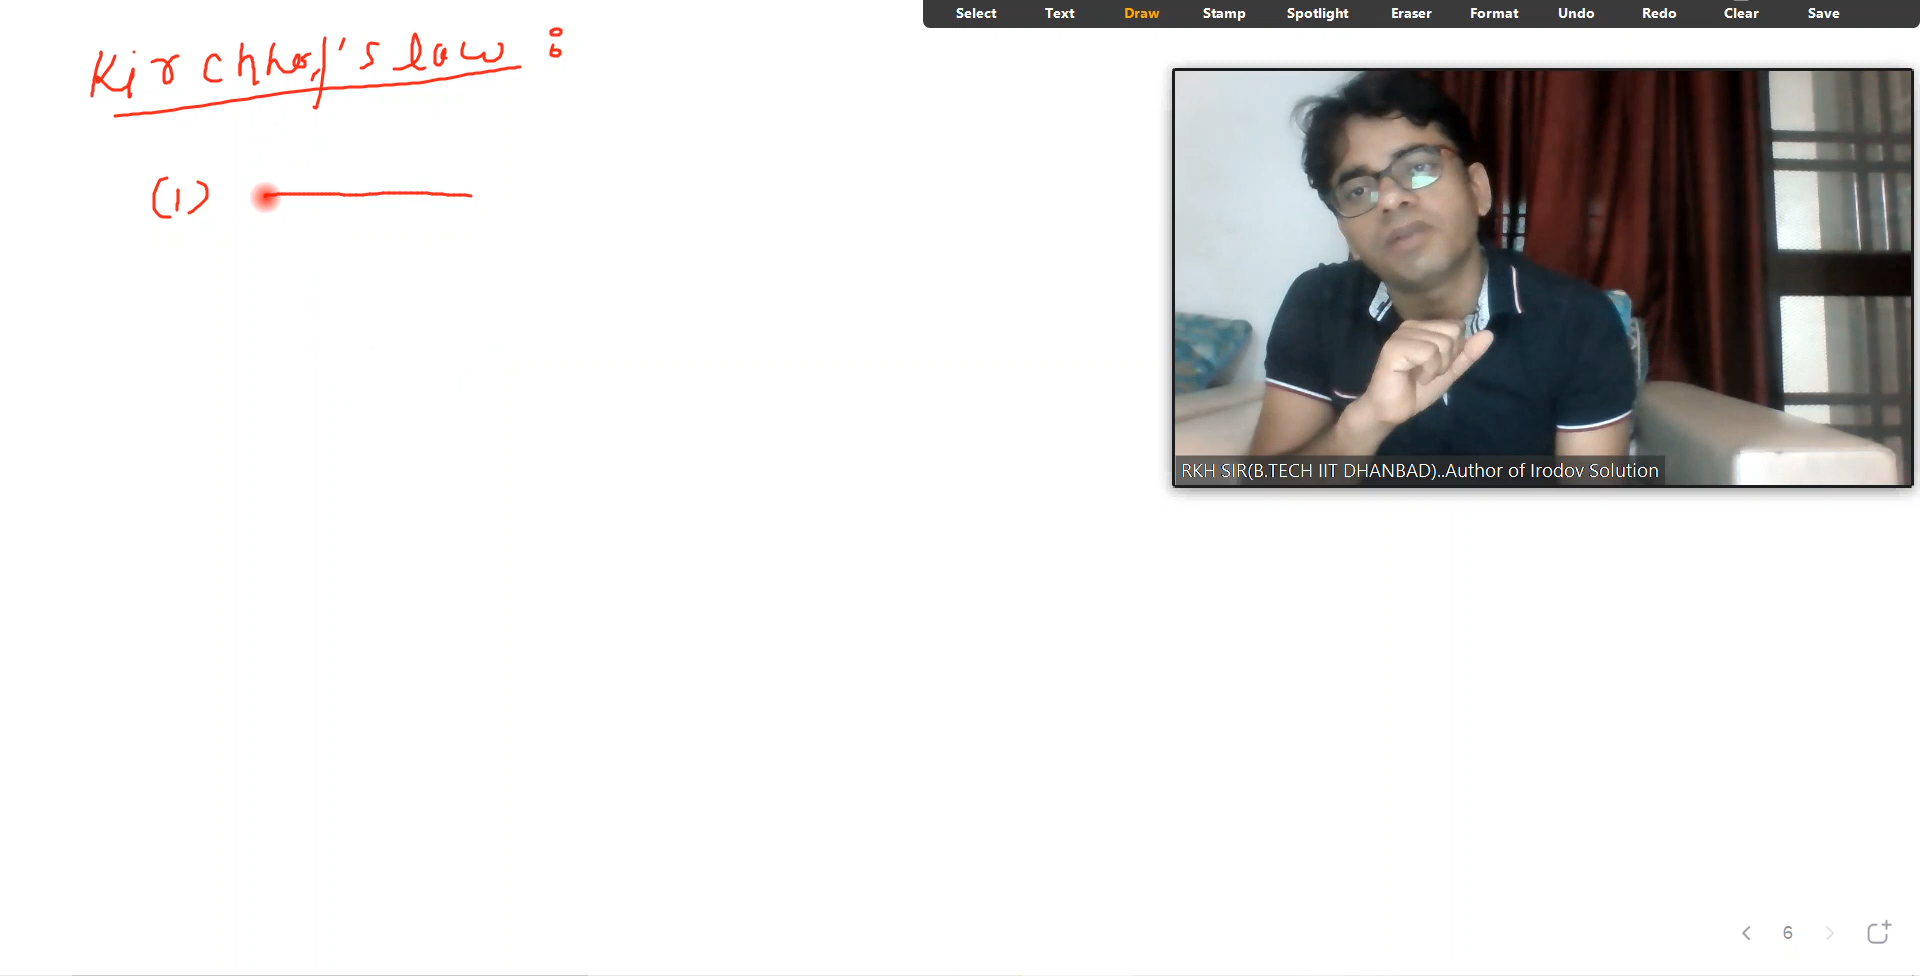 Select Text Draw Stamp Spotlight Eraser Format Undo Redo Clear Save
Kirchhof's law :
(1)
RKH SIR(B.TECH IIT DHANBAD)..Author of Irodov Solution
6